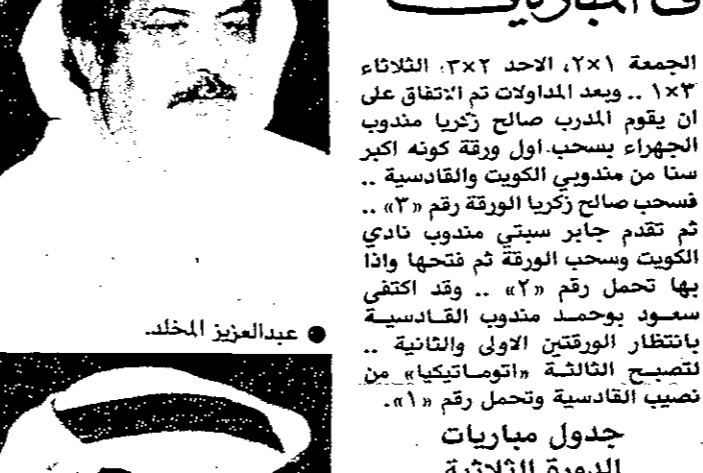 الجمعة ١×٢، الاحد ٢×٣، الثلاثاء
٣×١ .. وبعد المداولات تم الاتفاق على
ان يقوم المدرب صالح زكريا مندوب
الجهراء بسحب اول ورقة كونه اكبر
سنا من مندوبي الكويت والقادسية ..
فسحب صالح زكريا الورقة رقم «٣» ..
ثم تقدم جابر سبتي مندوب نادي
الكويت وسحب الورقة ثم فتحها واذا
بها تحمل رقم «٢» .. وقد اكتفى
سعود بوحمد مندوب القادسية
بانتظار الورقتين الاولى والثانية ..
لتصبح الثالثة «اتوماتيكيا» من
نصيب القادسية وتحمل رقم «١».
جدول مباريات
الدورة الثلاثية
● عبدالعزيز المخلد.